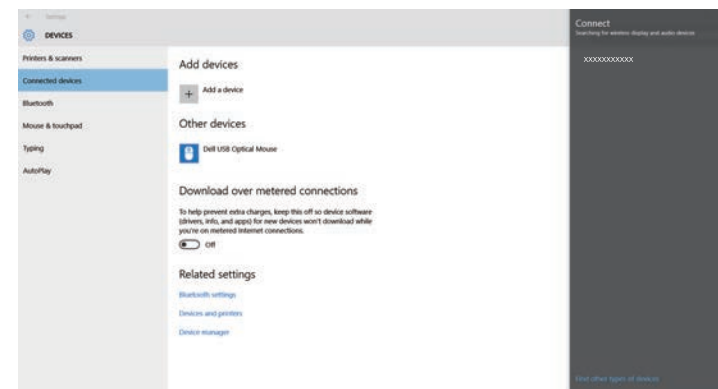 Settings
DEVICES
Printers & scanners
Connected devices
Bluetooth
Mouse & touchpad
Typing
AutoPlay
Add devices
Add a device
Other devices
Dell USB Optical Mouse
Download over metered connections
To help prevent extra charges, keep this off so device software
(drivers, info, and apps) for new devices won't download while
you're on metered Internet connections.
Off
Related settings
Bluetooth settings
Devices and printers
Device manager
Connect
Searching for wireless display and audio devices
XXXXXXXXXXX
Find other types of devices